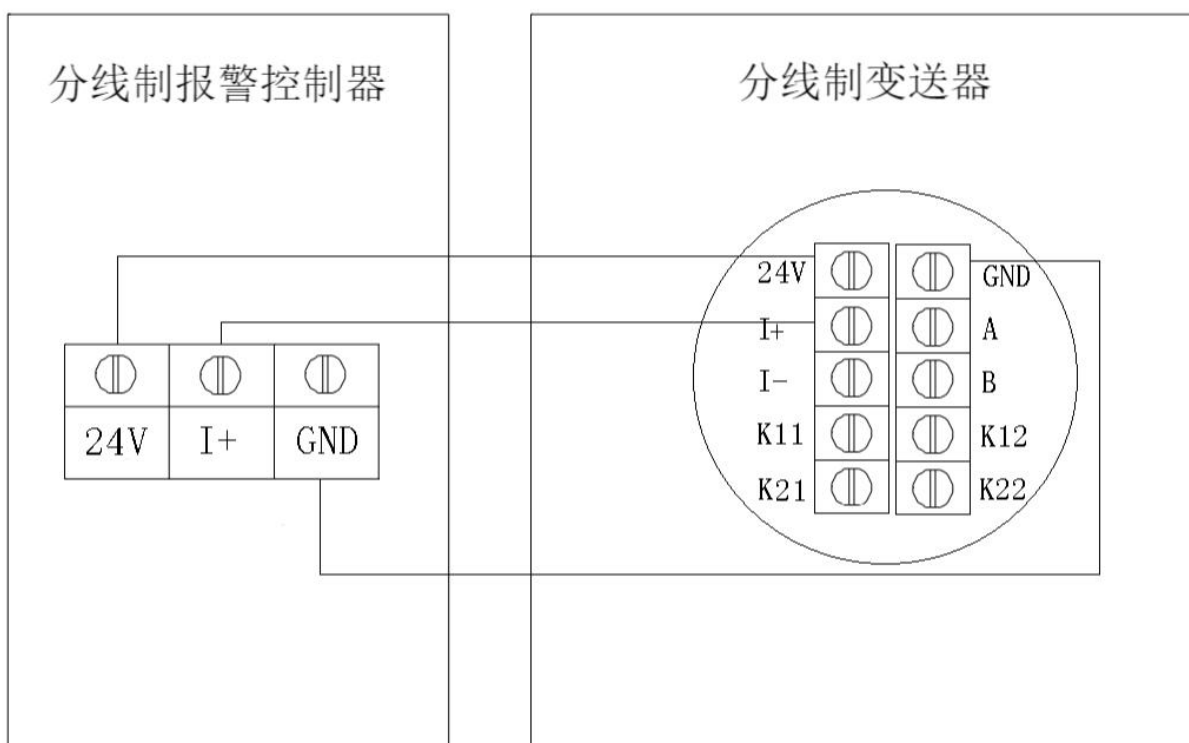 分线制报警控制器
分线制变送器
24V GND
I+ A
I- B
K11 K12
K21 K22
24V I+ GND